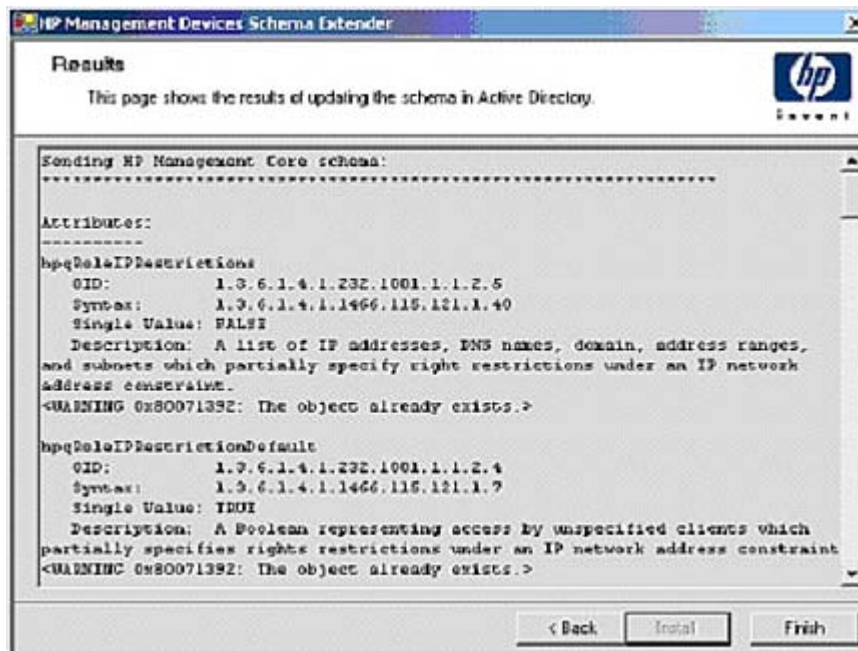 HP Management Devices Schema Extender
Results
This page shows the results of updating the schema in Active Directory.
hp
invent
Sending HP Management Core schema:
***********************************************************************
Attributes:
----------
hpqRoleIPRestrictions
OID: 1.3.6.1.4.1.232.1001.1.1.2.5
Syntax: 1.3.6.1.4.1.1466.115.121.1.40
Single Value: FALSE
Description: A list of IP addresses, DNS names, domain, address ranges,
and subnets which partially specify right restrictions under an IP network
address constraint.
<WARNING 0x80071392: The object already exists.>
hpqRoleIPRestrictionDefault
OID: 1.3.6.1.4.1.232.1001.1.1.2.4
Syntax: 1.3.6.1.4.1.1466.115.121.1.7
Single Value: TRUE
Description: A Boolean representing access by unspecified clients which
partially specifies rights restrictions under an IP network address constraint
<WARNING 0x80071392: The object already exists.>
< Back
Install
Finish